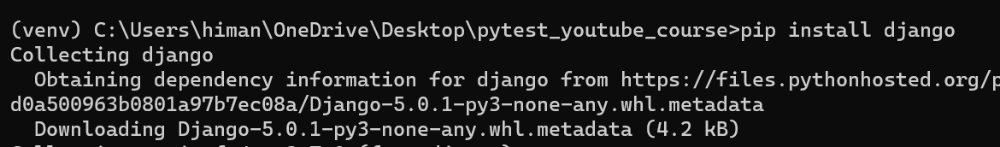 (venv) C:\Users\himan\OneDrive\Desktop\pytest_youtube_course>pip install django
Collecting django
  Obtaining dependency information for django from https://files.pythonhosted.org/p
d0a500963b0801a97b7ec08a/Django-5.0.1-py3-none-any.whl.metadata
  Downloading Django-5.0.1-py3-none-any.whl.metadata (4.2 kB)